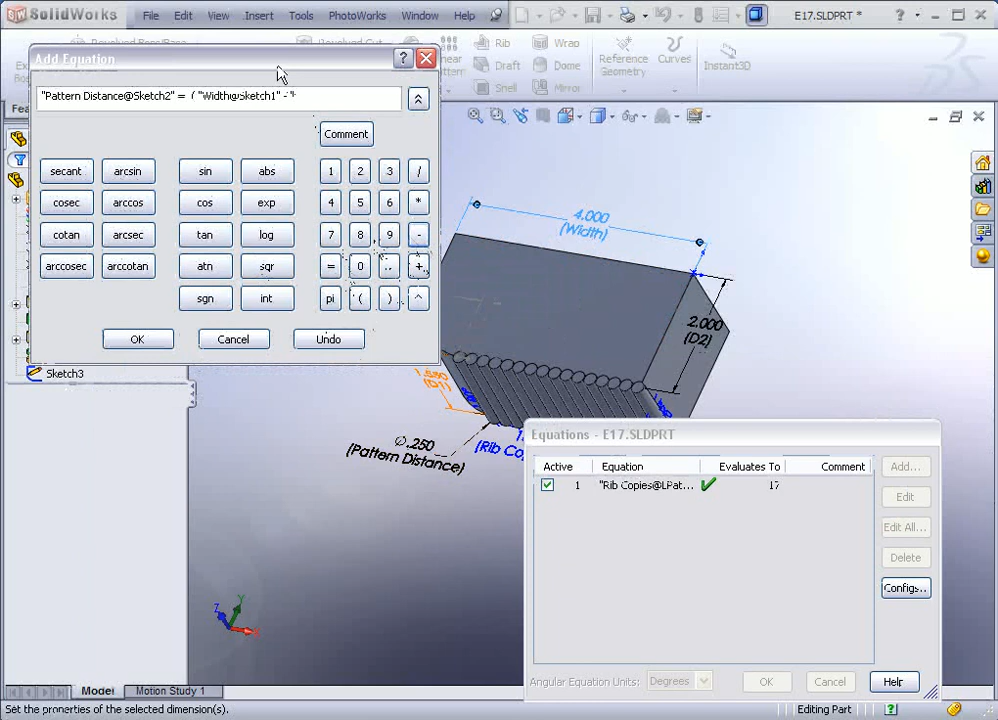 SolidWorks File Edit View Insert Tools PhotoWorks Window Help E17.SLDPRT *
Rib Wrap
Draft Dome Reference Geometry Curves Instant3D
Shell Mirror
Add Equation
"Pattern Distance@Sketch2" = ( "Width@Sketch1" - "
Comment
secant arcsin sin abs 1 2 3 /
cosec arccos cos exp 4 5 6 *
cotan arcsec tan log 7 8 9 -
arccosec arccotan atn sqr = 0 . +
sgn int pi ( ) ^
OK Cancel Undo
Sketch3
4.000
(Width)
2.000
(D2)
(D1)
Ø.250
(Pattern Distance)
(Rib Co
Equations - E17.SLDPRT
Active Equation Evaluates To Comment Add...
1 "Rib Copies@LPat... 17
Edit
Edit All...
Delete
Configs..
Angular Equation Units: Degrees OK Cancel Help
Z Y X
Model Motion Study 1
Set the properties of the selected dimension(s). Editing Part